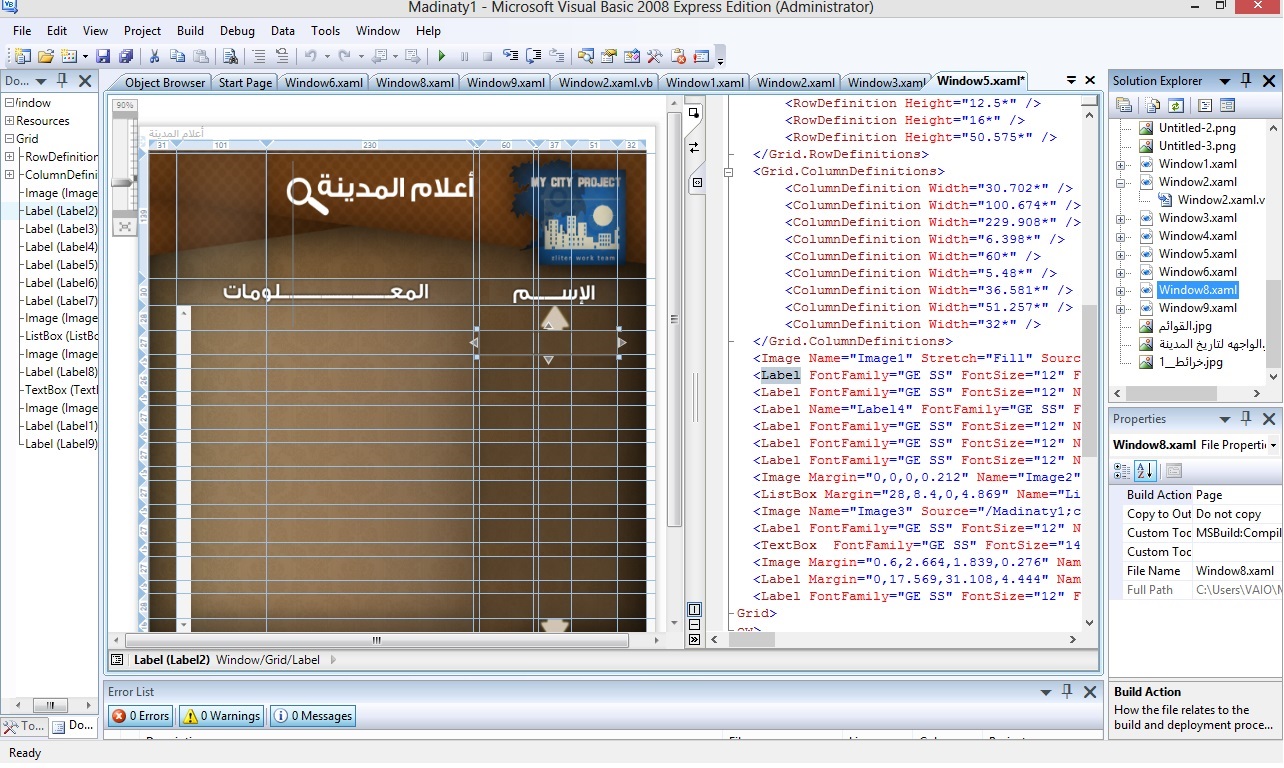 Madinaty1 - Microsoft Visual Basic 2008 Express Edition (Administrator)
File Edit View Project Build Debug Data Tools Window Help
Do...
Object Browser Start Page Window6.xaml Window8.xaml Window9.xaml Window2.xaml.vb Window1.xaml Window2.xaml Window3.xaml Window5.xaml*
Window
Resources
Grid
RowDefinition
ColumnDefini
Image (Image
Label (Label2)
Label (Label3)
Label (Label4)
Label (Label5)
Label (Label6)
Label (Label7)
Image (Image
ListBox (ListBo
Image (Image
Label (Label8)
TextBox (Text
Image (Image
Label (Label1)
Label (Label9)
To... Do...
90%
أعلام المدينة
31 101 230 60 37 51 32
أعلام المدينة
MY CITY PROJECT
zliten work team
الإســـم
المعـــــــــــــلومات
<RowDefinition Height="12.5*" />
<RowDefinition Height="16*" />
<RowDefinition Height="50.575*" />
</Grid.RowDefinitions>
<Grid.ColumnDefinitions>
<ColumnDefinition Width="30.702*" />
<ColumnDefinition Width="100.674*" />
<ColumnDefinition Width="229.908*" />
<ColumnDefinition Width="6.398*" />
<ColumnDefinition Width="60*" />
<ColumnDefinition Width="5.48*" />
<ColumnDefinition Width="36.581*" />
<ColumnDefinition Width="51.257*" />
<ColumnDefinition Width="32*" />
</Grid.ColumnDefinitions>
<Image Name="Image1" Stretch="Fill" Sourc
<Label FontFamily="GE SS" FontSize="12" F
<Label FontFamily="GE SS" FontSize="12" N
<Label Name="Label4" FontFamily="GE SS" F
<Label FontFamily="GE SS" FontSize="12" N
<Label FontFamily="GE SS" FontSize="12" N
<Label FontFamily="GE SS" FontSize="12" N
<Image Margin="0,0,0,0.212" Name="Image2"
<ListBox Margin="28,8.4,0,4.869" Name="Li
<Image Name="Image3" Source="/Madinaty1;c
<Label FontFamily="GE SS" FontSize="12" N
<TextBox FontFamily="GE SS" FontSize="14
<Image Margin="0.6,2.664,1.839,0.276" Nam
<Label Margin="0,17.569,31.108,4.444" Nam
<Label FontFamily="GE SS" FontSize="12" F
Grid>
Label (Label2) Window/Grid/Label
Error List
0 Errors 0 Warnings 0 Messages
Solution Explorer
Untitled-2.png
Untitled-3.png
Window1.xaml
Window2.xaml
Window2.xaml.v
Window3.xaml
Window4.xaml
Window5.xaml
Window6.xaml
Window8.xaml
Window9.xaml
القوائم.jpg
الواجهه لتاريخ المدينة.
خرائط_1.jpg
Properties
Window8.xaml File Properti
Build Action Page
Copy to Out Do not copy
Custom Toc MSBuild:Compil
Custom Toc
File Name Window8.xaml
Full Path C:\Users\VAIO\M
Build Action
How the file relates to the
build and deployment proce...
Ready